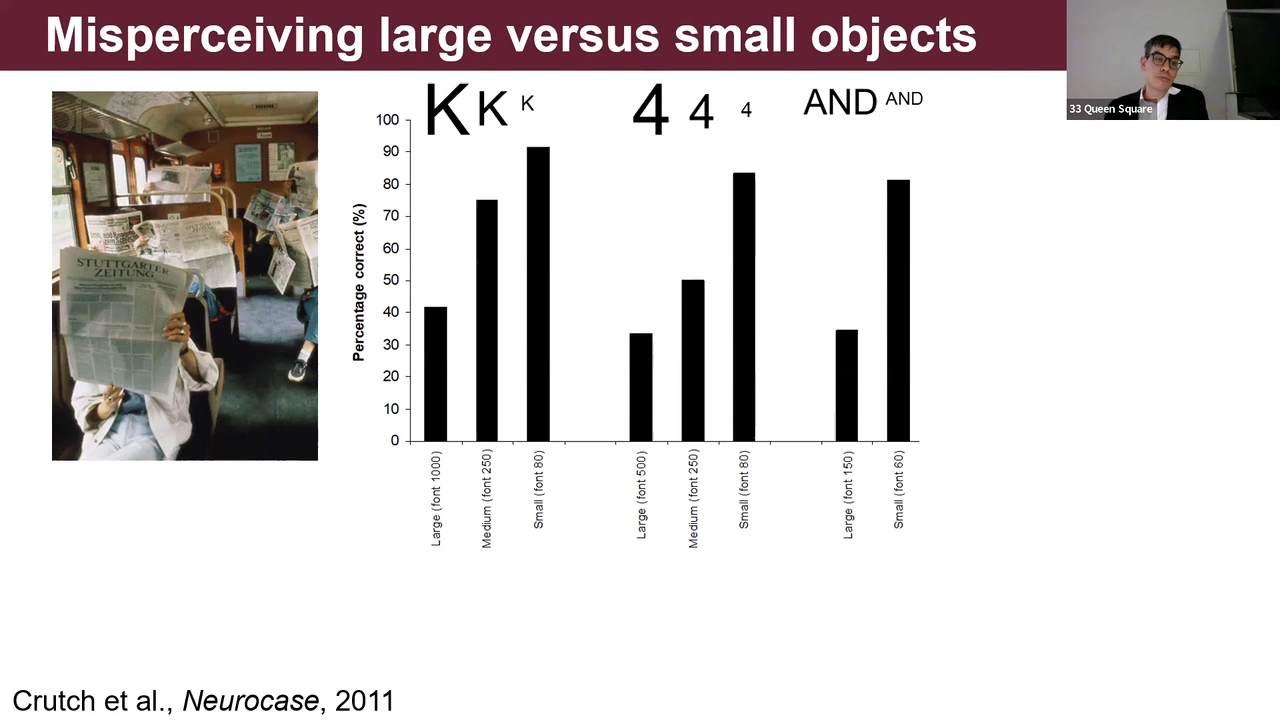 Misperceiving large versus small objects
33 Queen Square
STUTTGARTER
ZEITUNG
K K K
4 4 4
AND AND
Percentage correct (%)
100
90
80
70
60
50
40
30
20
10
0
Large (font 1000)
Medium (font 250)
Small (font 80)
Large (font 500)
Medium (font 250)
Small (font 80)
Large (font 150)
Small (font 60)
Crutch et al., Neurocase, 2011